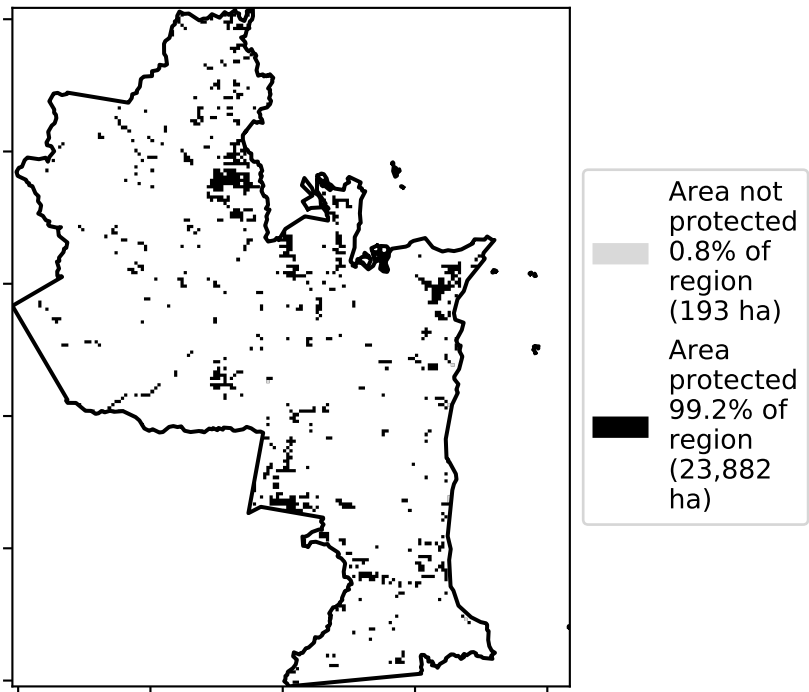 Area not
protected
0.8% of
region
(193 ha)
Area
protected
99.2% of
region
(23,882
ha)